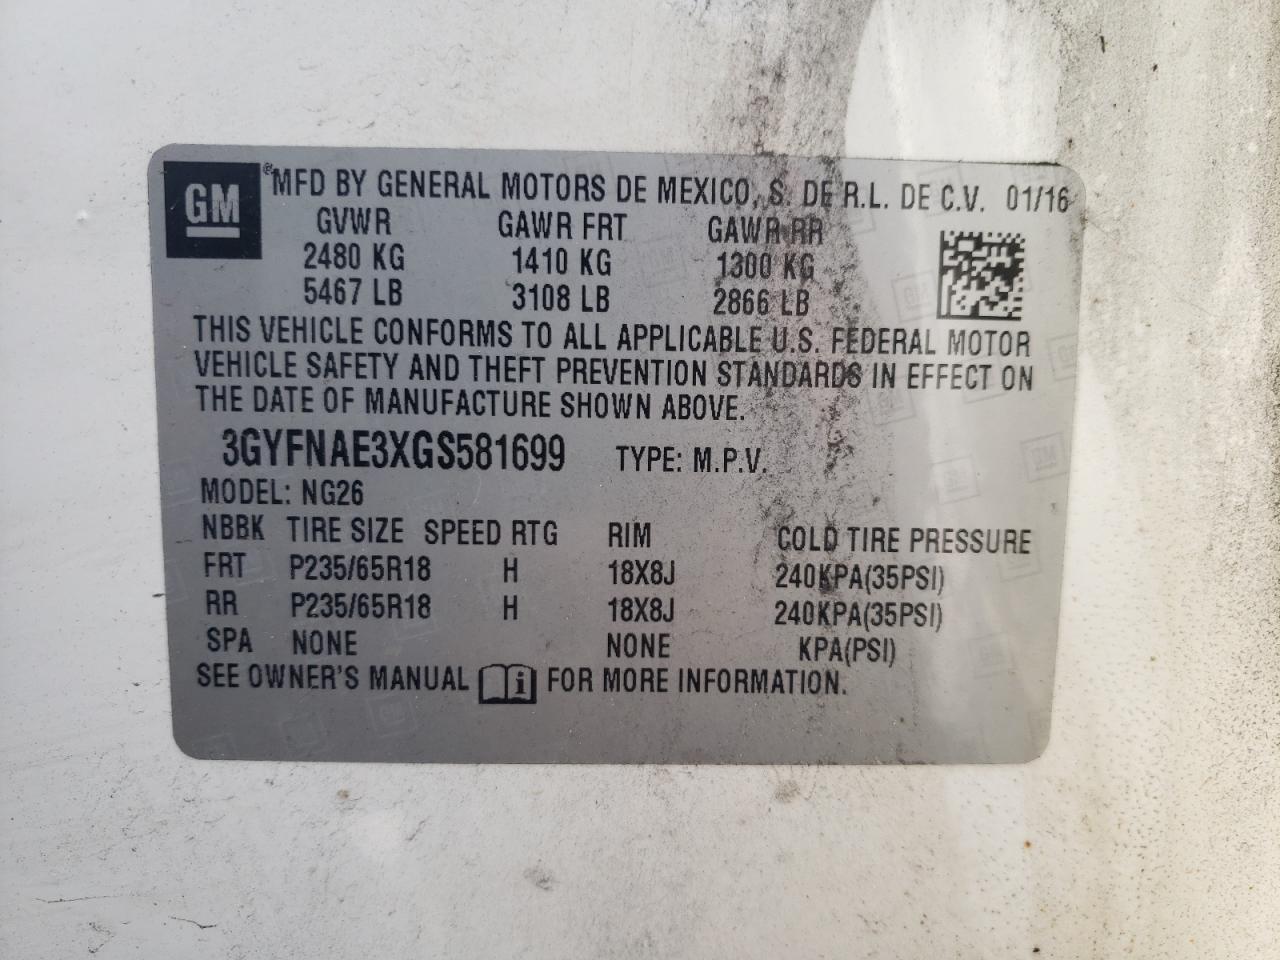 GM
® MFD BY GENERAL MOTORS DE MEXICO, S. DE R.L. DE C.V. 01/16
GVWR GAWR FRT GAWR RR
2480 KG 1410 KG 1300 KG
5467 LB 3108 LB 2866 LB
THIS VEHICLE CONFORMS TO ALL APPLICABLE U.S. FEDERAL MOTOR
VEHICLE SAFETY AND THEFT PREVENTION STANDARDS IN EFFECT ON
THE DATE OF MANUFACTURE SHOWN ABOVE.
3GYFNAE3XGS581699 TYPE: M.P.V.
MODEL: NG26
NBBK TIRE SIZE SPEED RTG RIM COLD TIRE PRESSURE
FRT P235/65R18 H 18X8J 240KPA(35PSI)
RR P235/65R18 H 18X8J 240KPA(35PSI)
SPA NONE NONE KPA(PSI)
SEE OWNER'S MANUAL i FOR MORE INFORMATION.